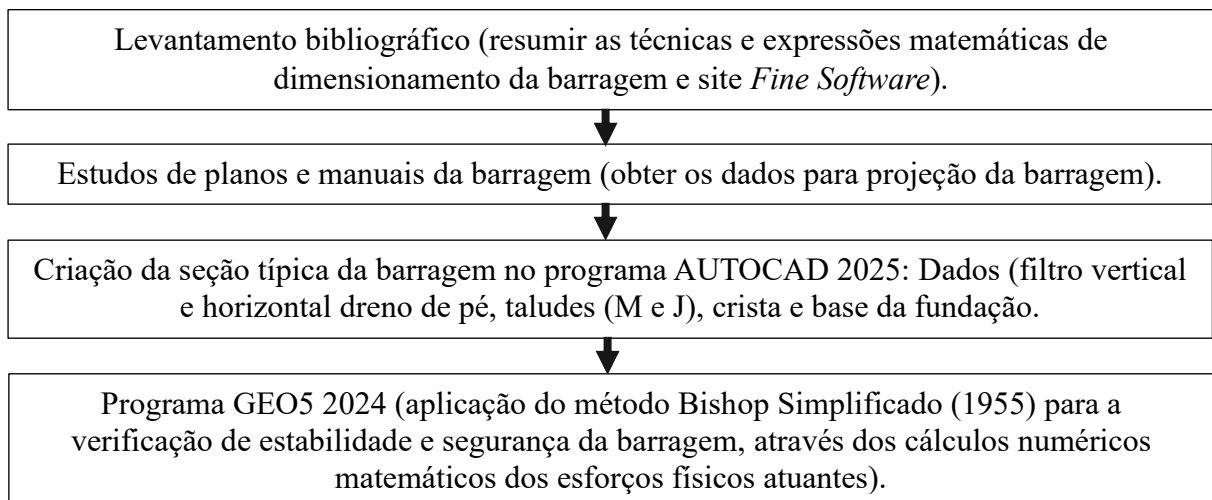 Levantamento bibliográfico (resumir as técnicas e expressões matemáticas de
dimensionamento da barragem e site Fine Software).
Estudos de planos e manuais da barragem (obter os dados para projeção da barragem).
Criação da seção típica da barragem no programa AUTOCAD 2025: Dados (filtro vertical
e horizontal dreno de pé, taludes (M e J), crista e base da fundação.
Programa GEO5 2024 (aplicação do método Bishop Simplificado (1955) para a
verificação de estabilidade e segurança da barragem, através dos cálculos numéricos
matemáticos dos esforços físicos atuantes).